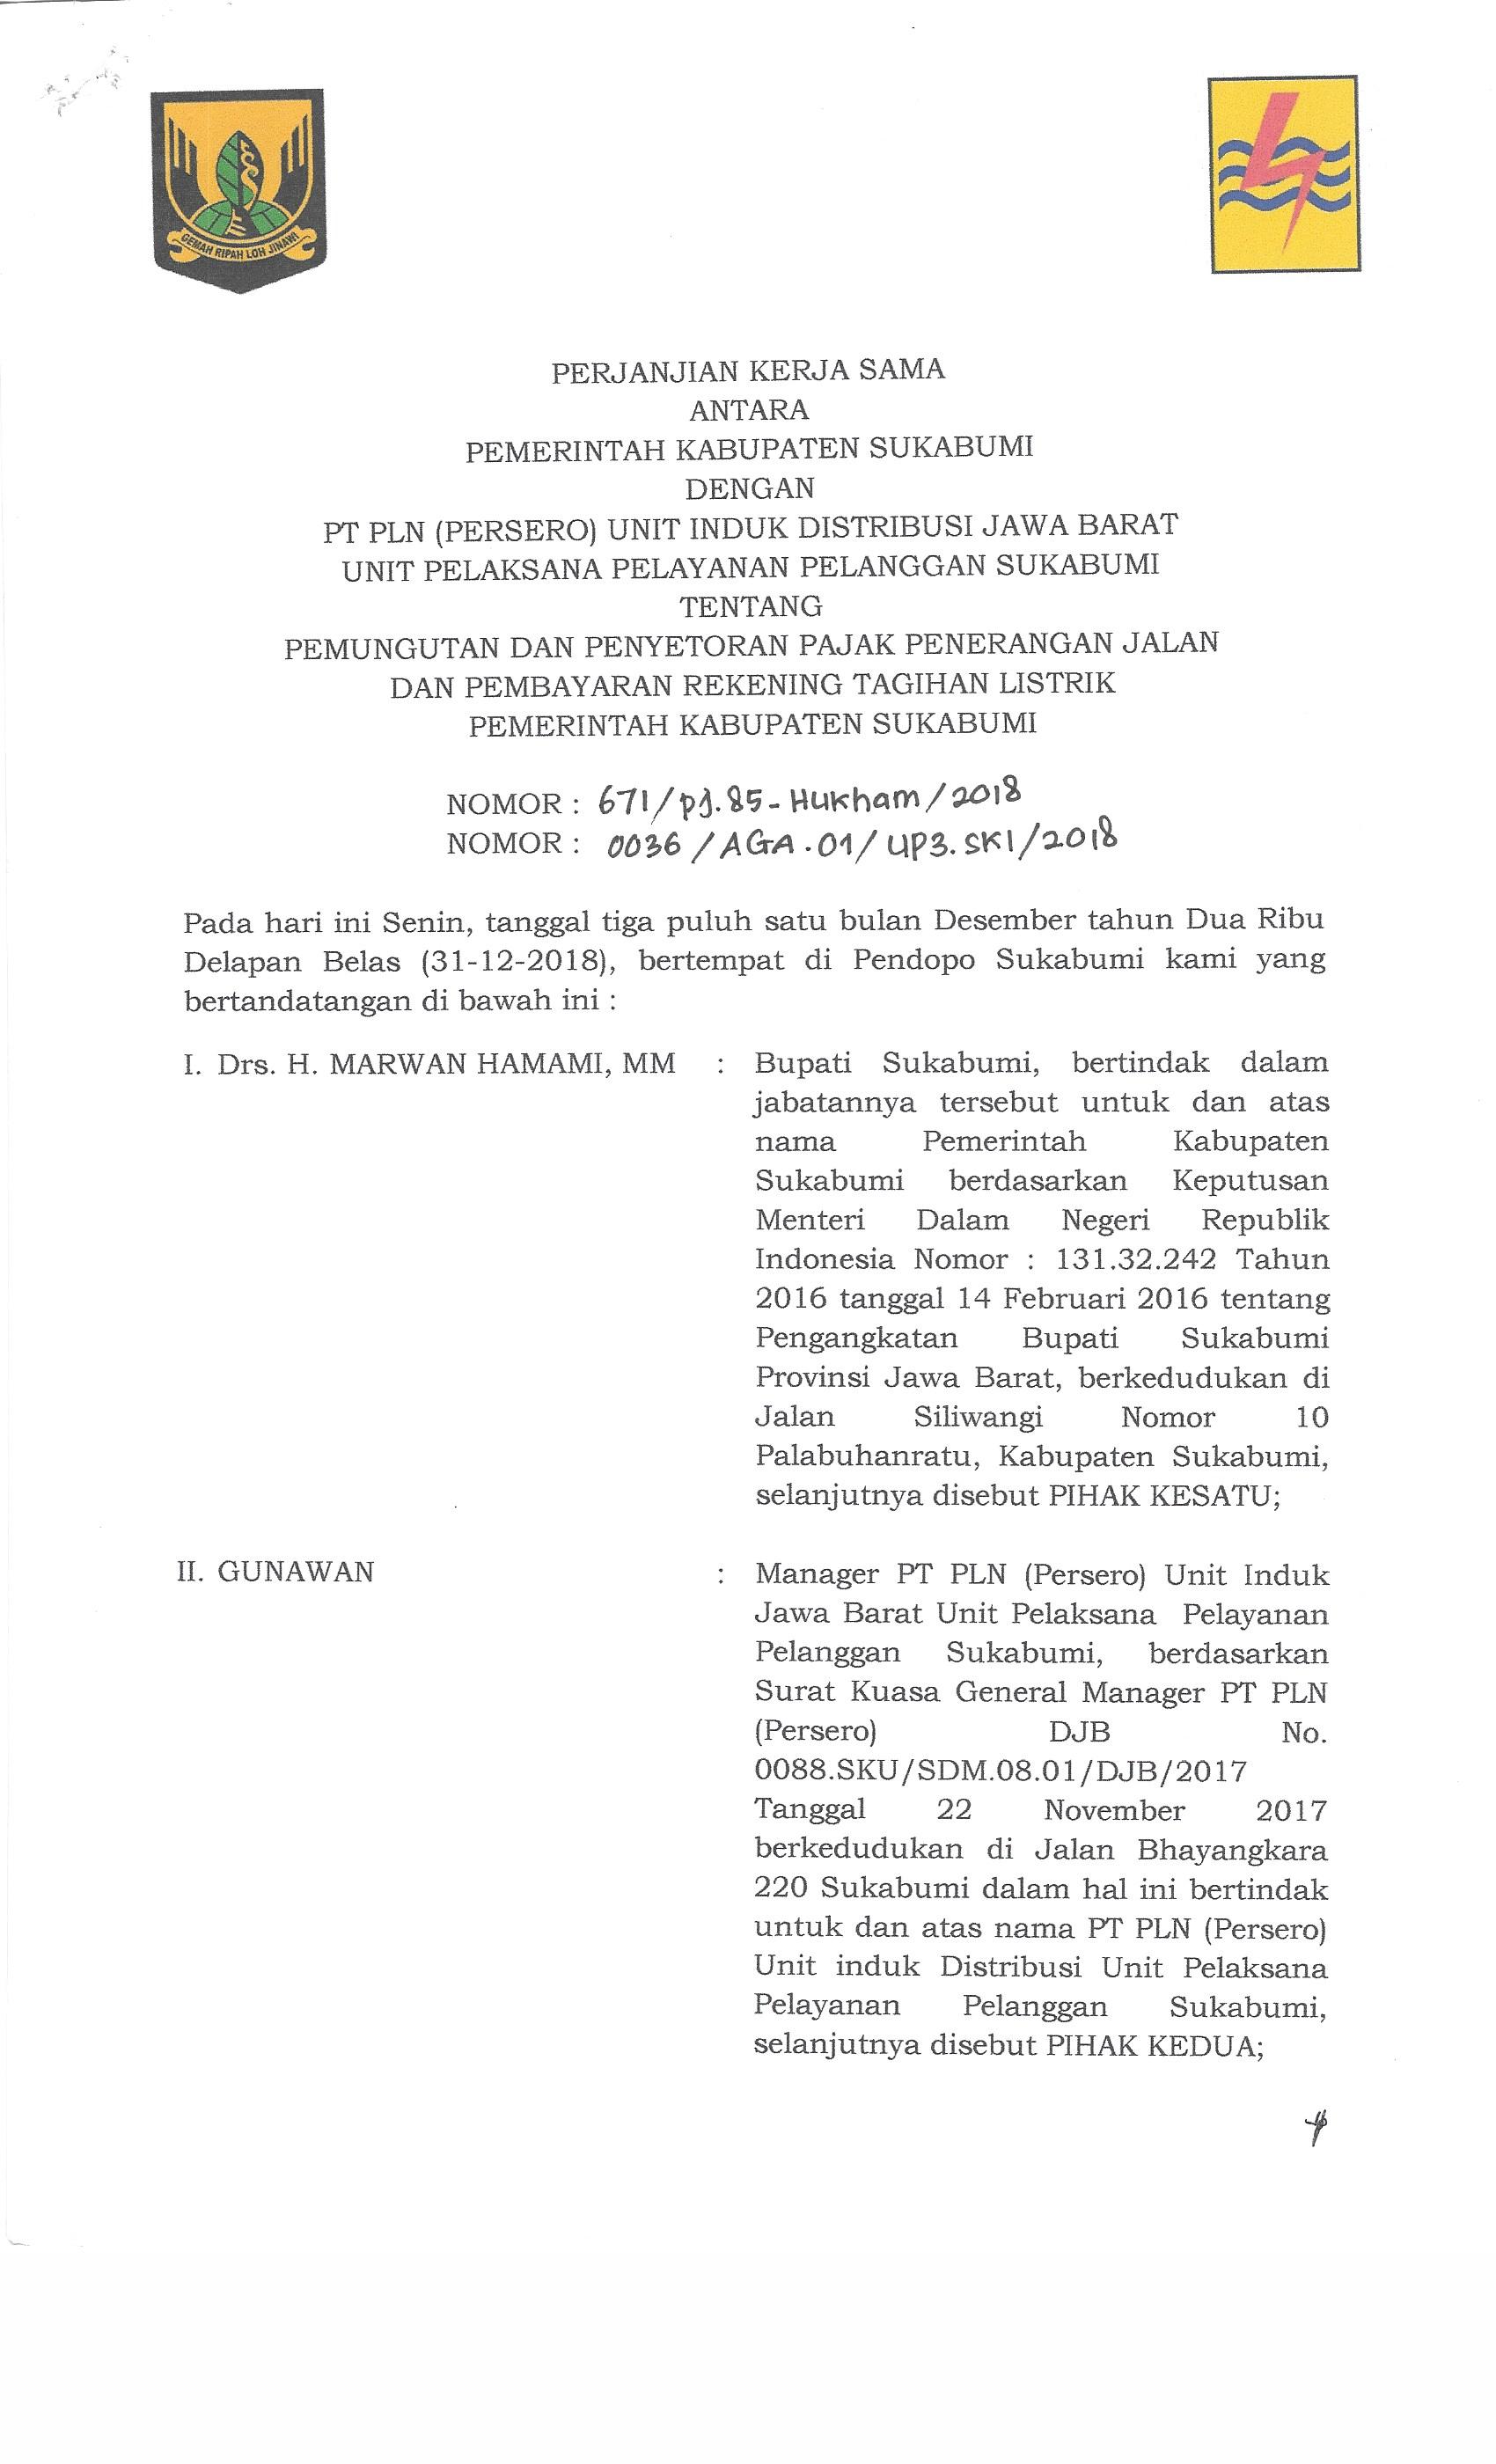 GEMAH RIPAH LOH JINAWI
PERJANJIAN KERJA SAMA
ANTARA
PEMERINTAH KABUPATEN SUKABUMI
DENGAN
PT PLN (PERSERO) UNIT INDUK DISTRIBUSI JAWA BARAT
UNIT PELAKSANA PELAYANAN PELANGGAN SUKABUMI
TENTANG
PEMUNGUTAN DAN PENYETORAN PAJAK PENERANGAN JALAN
DAN PEMBAYARAN REKENING TAGIHAN LISTRIK
PEMERINTAH KABUPATEN SUKABUMI
NOMOR : 671/PJ.85-Hukham/2018
NOMOR : 0036/AGA.01/UP3.SKI/2018
Pada hari ini Senin, tanggal tiga puluh satu bulan Desember tahun Dua Ribu
Delapan Belas (31-12-2018), bertempat di Pendopo Sukabumi kami yang
bertandatangan di bawah ini :
I. Drs. H. MARWAN HAMAMI, MM : Bupati Sukabumi, bertindak dalam
jabatannya tersebut untuk dan atas
nama Pemerintah Kabupaten
Sukabumi berdasarkan Keputusan
Menteri Dalam Negeri Republik
Indonesia Nomor : 131.32.242 Tahun
2016 tanggal 14 Februari 2016 tentang
Pengangkatan Bupati Sukabumi
Provinsi Jawa Barat, berkedudukan di
Jalan Siliwangi Nomor 10
Palabuhanratu, Kabupaten Sukabumi,
selanjutnya disebut PIHAK KESATU;
II. GUNAWAN : Manager PT PLN (Persero) Unit Induk
Jawa Barat Unit Pelaksana Pelayanan
Pelanggan Sukabumi, berdasarkan
Surat Kuasa General Manager PT PLN
(Persero) DJB No.
0088.SKU/SDM.08.01/DJB/2017
Tanggal 22 November 2017
berkedudukan di Jalan Bhayangkara
220 Sukabumi dalam hal ini bertindak
untuk dan atas nama PT PLN (Persero)
Unit induk Distribusi Unit Pelaksana
Pelayanan Pelanggan Sukabumi,
selanjutnya disebut PIHAK KEDUA;